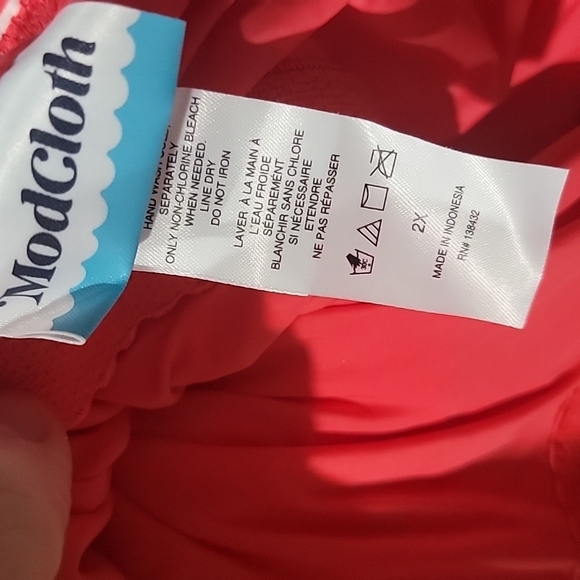 ModCloth
HAND WASH COLD
SEPARATELY
ONLY NON-CHLORINE BLEACH
WHEN NEEDED.
LINE DRY
DO NOT IRON
LAVER À LA MAIN À
L'EAU FROIDE
SÉPARÉMENT
BLANCHIR SANS CHLORE
SI NÉCESSAIRE
ETENDRE
NE PAS REPASSER
2X
MADE IN INDONESIA
RN# 138432